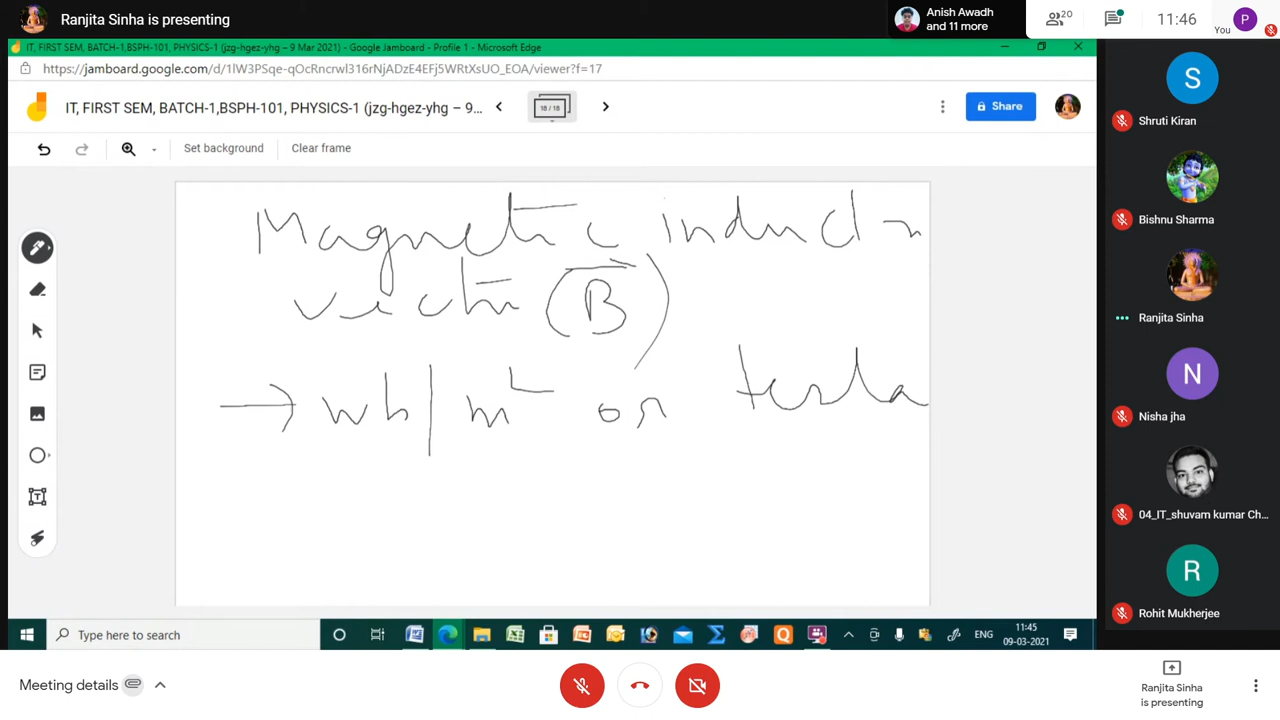 Ranjita Sinha is presenting
Anish Awadh
and 11 more
20
11:46
P
You
IT, FIRST SEM, BATCH-1,BSPH-101, PHYSICS-1 (jzg-hgez-yhg – 9 Mar 2021) - Google Jamboard - Profile 1 - Microsoft Edge
https://jamboard.google.com/d/1lW3PSqe-qOcRncrwl316rNjADzE4EFj5WRtXsUO_EOA/viewer?f=17
IT, FIRST SEM, BATCH-1,BSPH-101, PHYSICS-1 (jzg-hgez-yhg – 9...
18 / 18
Share
Set background
Clear frame
Magnetic induct n
vector (B)
→ wb | m² or tesla
S
Shruti Kiran
Bishnu Sharma
Ranjita Sinha
N
Nisha jha
04_IT_shuvam kumar Ch...
R
Rohit Mukherjee
Type here to search
ENG
11:45
09-03-2021
Meeting details
Ranjita Sinha
is presenting